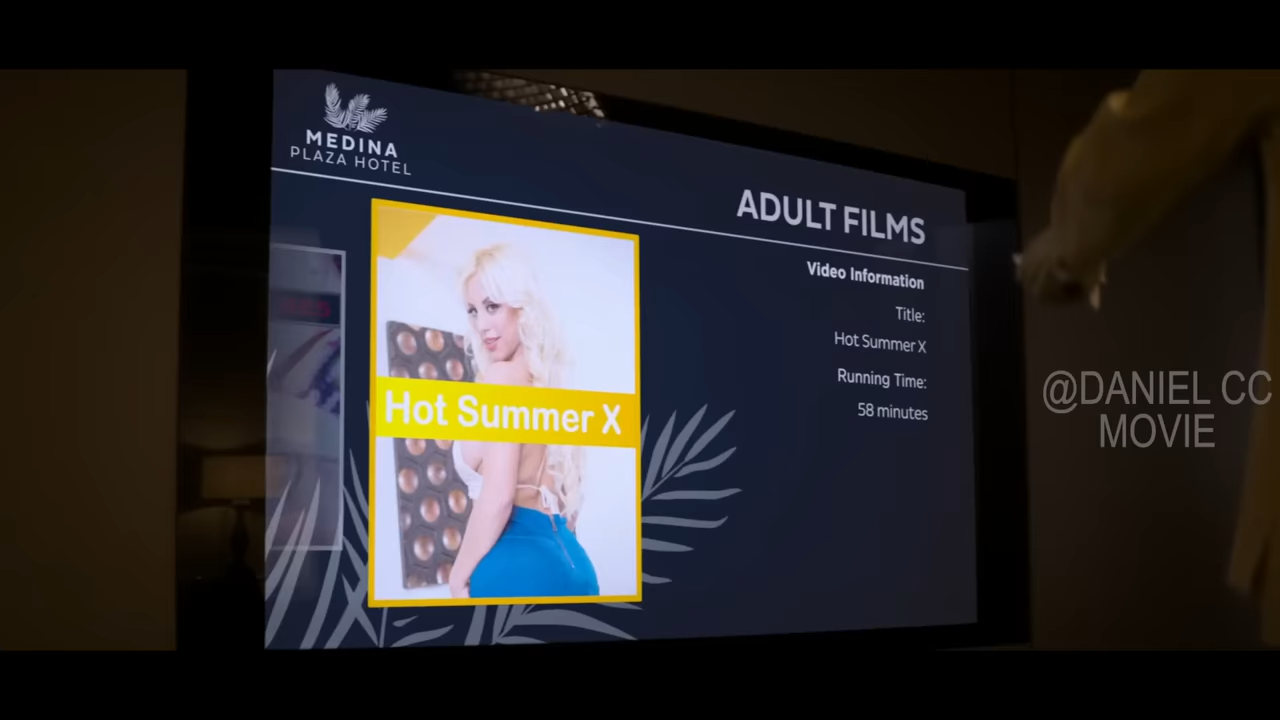 MEDINA
PLAZA HOTEL
ADULT FILMS
Video Information
Title:
Hot Summer X
Running Time:
58 minutes
Hot Summer X
@DANIEL CC
MOVIE